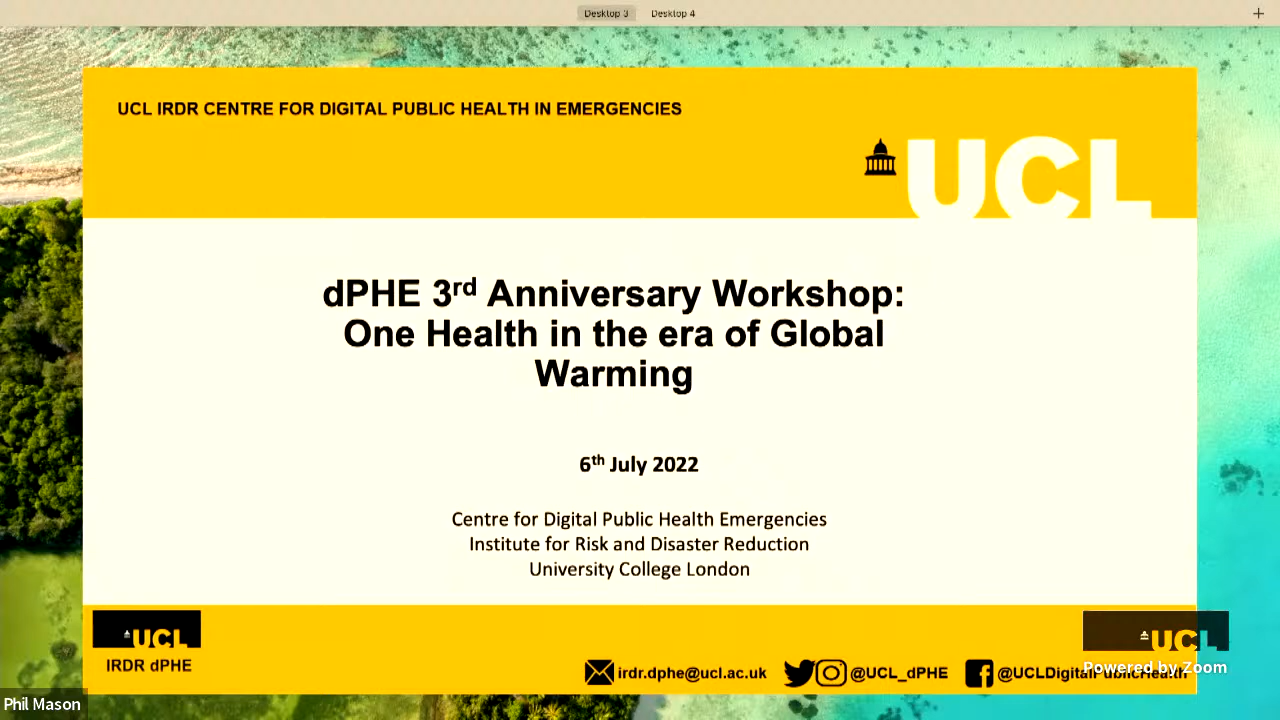 Desktop 3 Desktop 4
UCL IRDR CENTRE FOR DIGITAL PUBLIC HEALTH IN EMERGENCIES
UCL
dPHE 3rd Anniversary Workshop:
One Health in the era of Global
Warming
6th July 2022
Centre for Digital Public Health Emergencies
Institute for Risk and Disaster Reduction
University College London
UCL
IRDR dPHE
irdr.dphe@ucl.ac.uk @UCL_dPHE @UCLDigitalPublicHealth
UCL
Powered by Zoom
Phil Mason